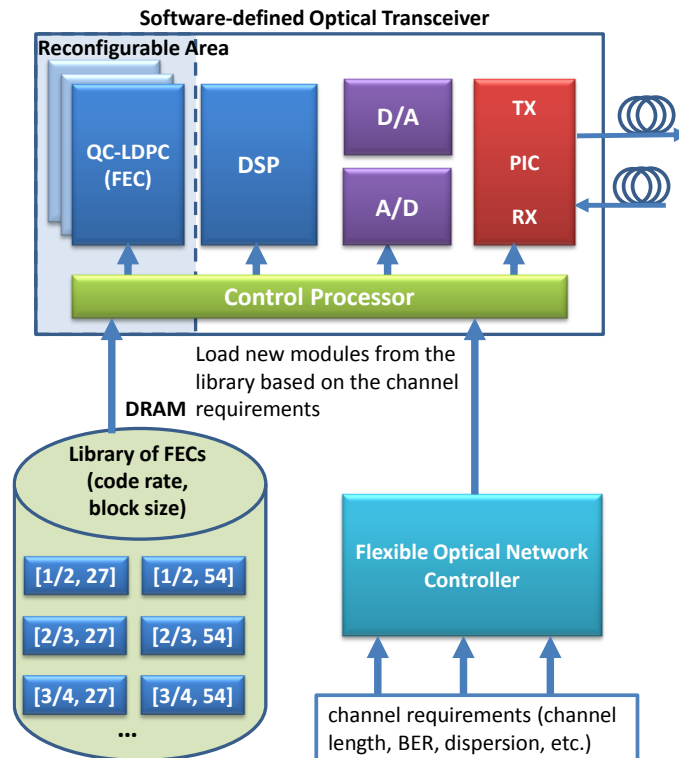 Software-defined Optical Transceiver
Reconfigurable Area
QC-LDPC
(FEC)
DSP
D/A
A/D
TX
PIC
RX
Control Processor
Load new modules from the
library based on the channel
requirements
DRAM
Library of FECs
(code rate,
block size)
[1/2, 27]
[1/2, 54]
[2/3, 27]
[2/3, 54]
[3/4, 27]
[3/4, 54]
...
Flexible Optical Network
Controller
channel requirements (channel
length, BER, dispersion, etc.)